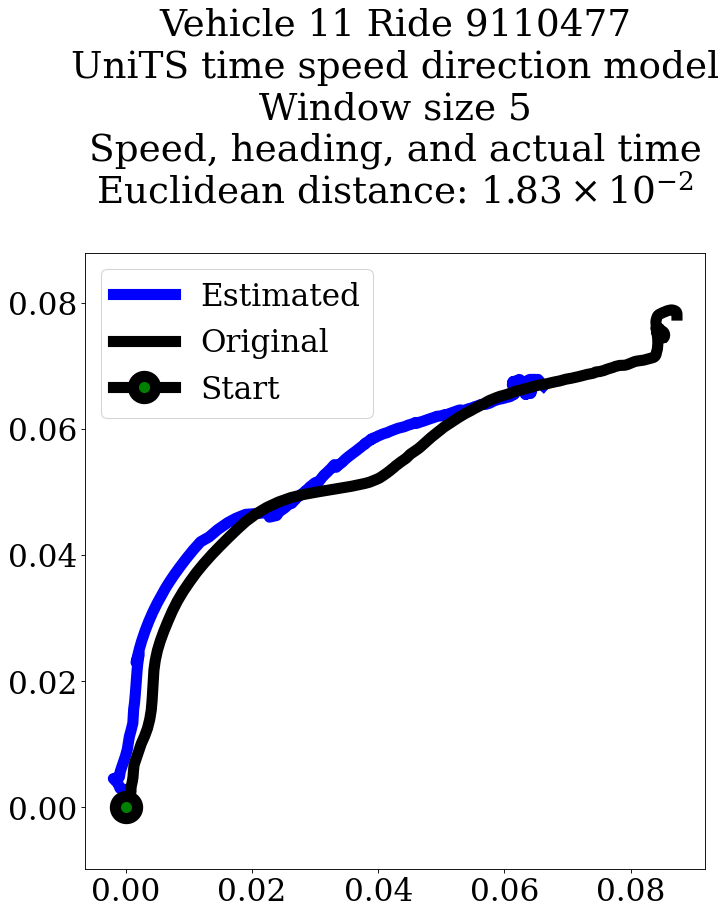 Vehicle 11 Ride 9110477
UniTS time speed direction model
Window size 5
Speed, heading, and actual time
Euclidean distance: $1.83 \times 10^{-2}$
Estimated
Original
Start
0.08
0.06
0.04
0.02
0.00
0.00 0.02 0.04 0.06 0.08